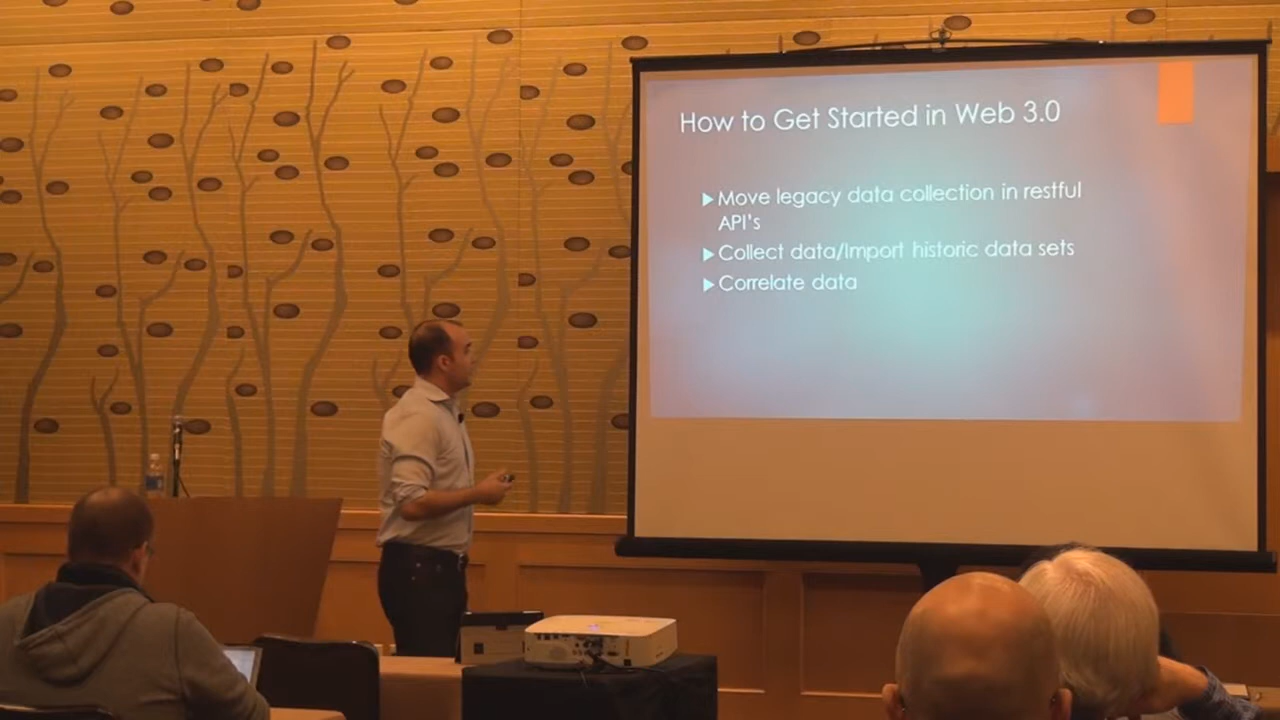 How to Get Started in Web 3.0
▶Move legacy data collection in restful
API's
▶Collect data/Import historic data sets
▶Correlate data